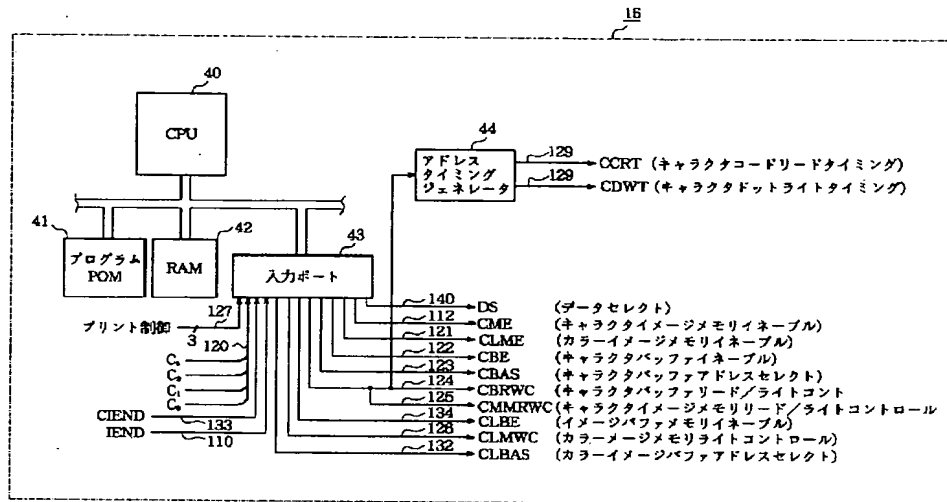 16
40
CPU
44
アドレス
タイミング
ジェネレータ
129
CCRT (キャラクタコードリードタイミング)
129
CDWT (キャラクタドットライトタイミング)
41
プログラム
POM
42
RAM
43
入力ポート
プリント制御
3
127
120
CIEND
133
IEND
110
140
DS (データセレクト)
112
CME (キャラクタイメージメモリイネーブル)
121
CLME (カラーイメージメモリイネーブル)
122
CBE (キャラクタバッファイネーブル)
123
CBAS (キャラクタバッファアドレスセレクト)
124
CBRWC (キャラクタバッファリード/ライトコント
125
CMMRWC (キャラクタイメージメモリリード/ライトコントロール
134
CLBE (イメージバファメモリイネーブル)
128
CLMWC (カラーメージメモリライトコントロール)
132
CLBAS (カラーイメージバファアドレスセレクト)